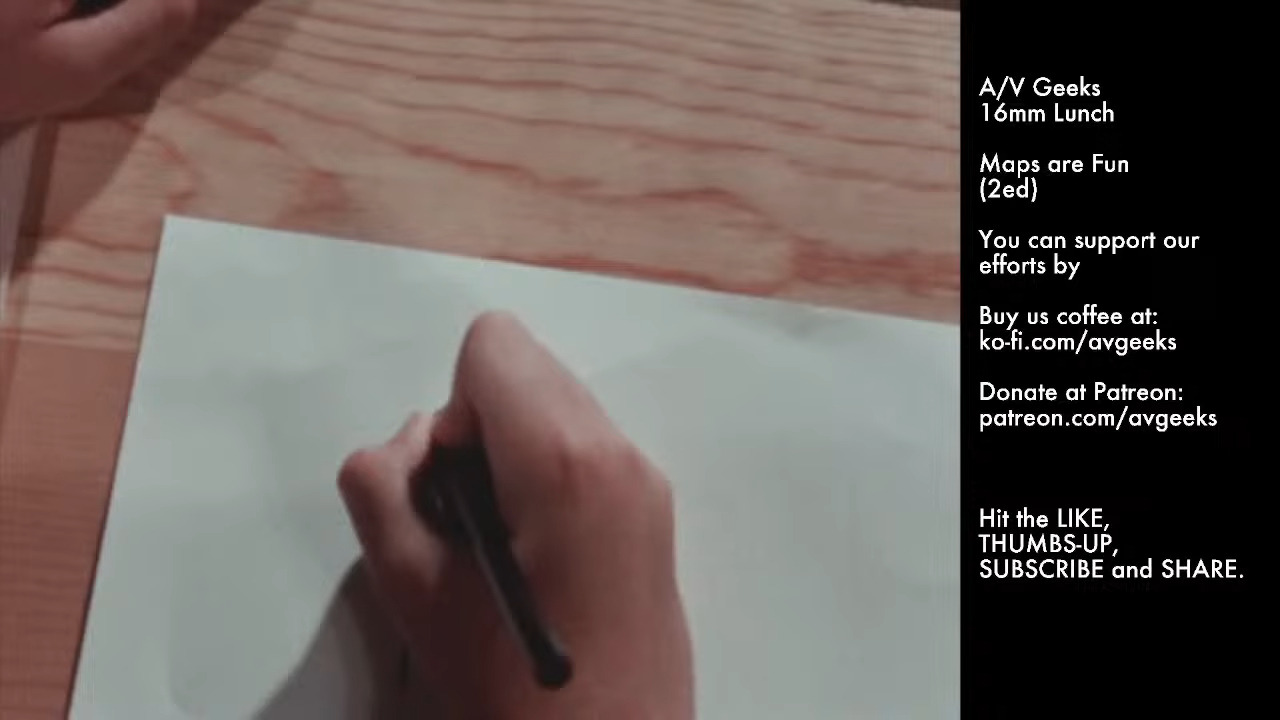 A/V Geeks
16mm Lunch
Maps are Fun
(2ed)
You can support our
efforts by
Buy us coffee at:
ko-fi.com/avgeeks
Donate at Patreon:
patreon.com/avgeeks
Hit the LIKE,
THUMBS-UP,
SUBSCRIBE and SHARE.